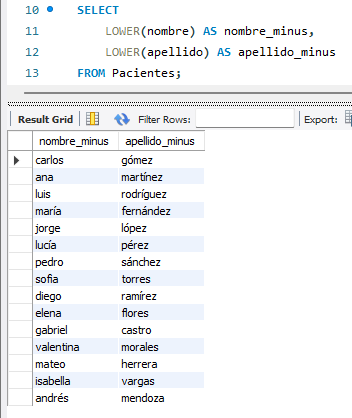 10 SELECT
11 LOWER(nombre) AS nombre_minus,
12 LOWER(apellido) AS apellido_minus
13 FROM Pacientes;
Result Grid Filter Rows: Export:
nombre_minus apellido_minus
carlos gómez
ana martínez
luis rodríguez
maría fernández
jorge lópez
lucía pérez
pedro sánchez
sofia torres
diego ramírez
elena flores
gabriel castro
valentina morales
mateo herrera
isabella vargas
andrés mendoza